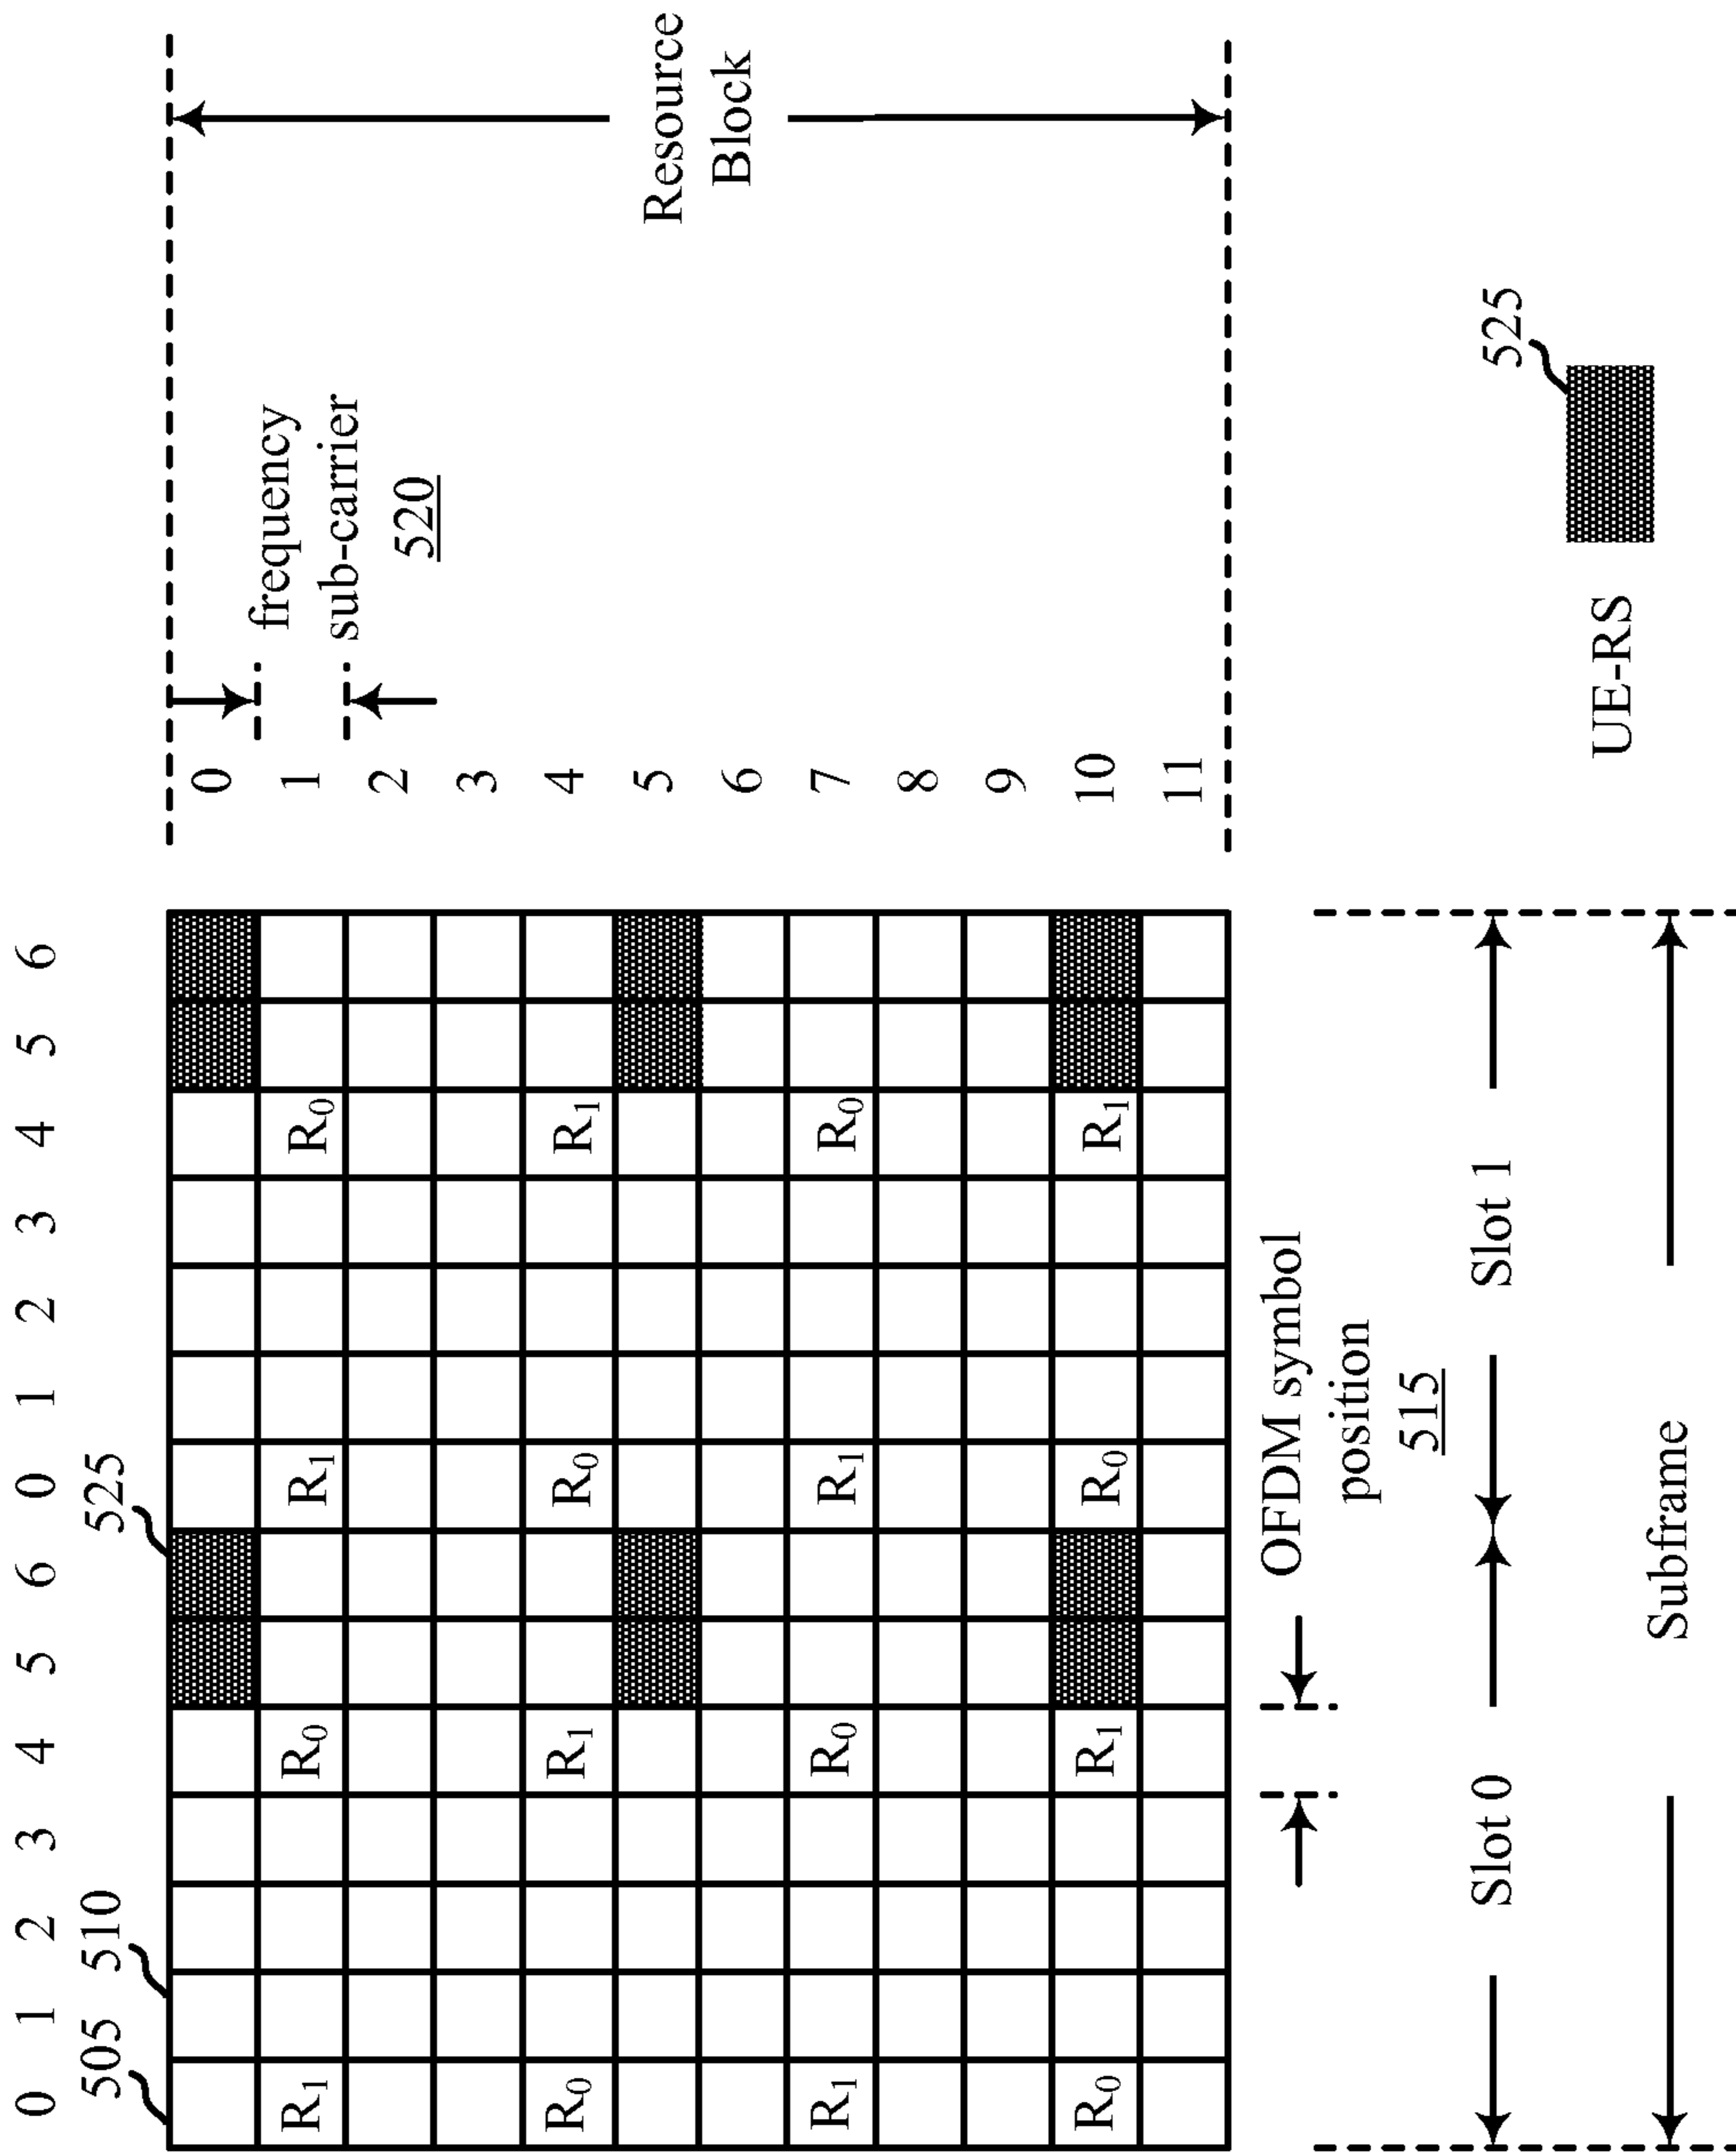 0 1 2 3 4 5 6 0 1 2 3 4 5 6
505 510 525
0
R₁ R₀ R₁ R₀ 1
frequency
sub-carrier
520
2
3
R₀ R₁ R₀ R₁ 4
5
6
R₁ R₀ R₁ R₀ 7
8
9
R₀ R₁ R₀ R₁ 10
11
Resource
Block
OFDM symbol
position
515
Slot 0 Slot 1
Subframe
UE-RS
525